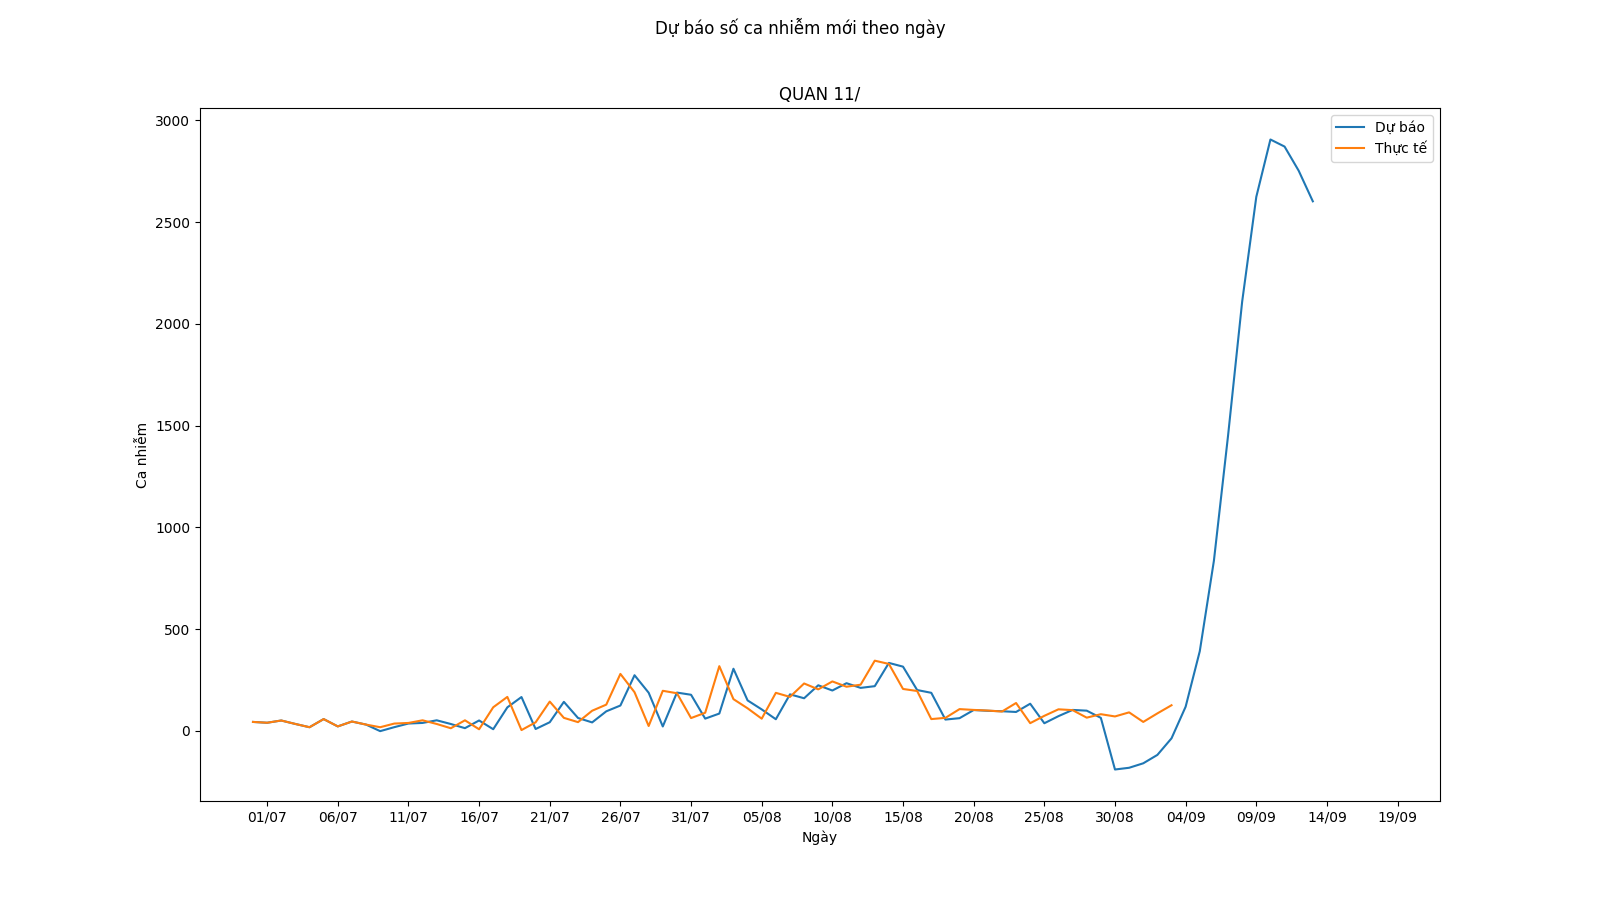 Dự báo số ca nhiễm mới theo ngày
QUAN 11/
Dự báo
Thực tế
3000
2500
2000
1500
1000
500
0
Ca nhiễm
01/07 06/07 11/07 16/07 21/07 26/07 31/07 05/08 10/08 15/08 20/08 25/08 30/08 04/09 09/09 14/09 19/09
Ngày